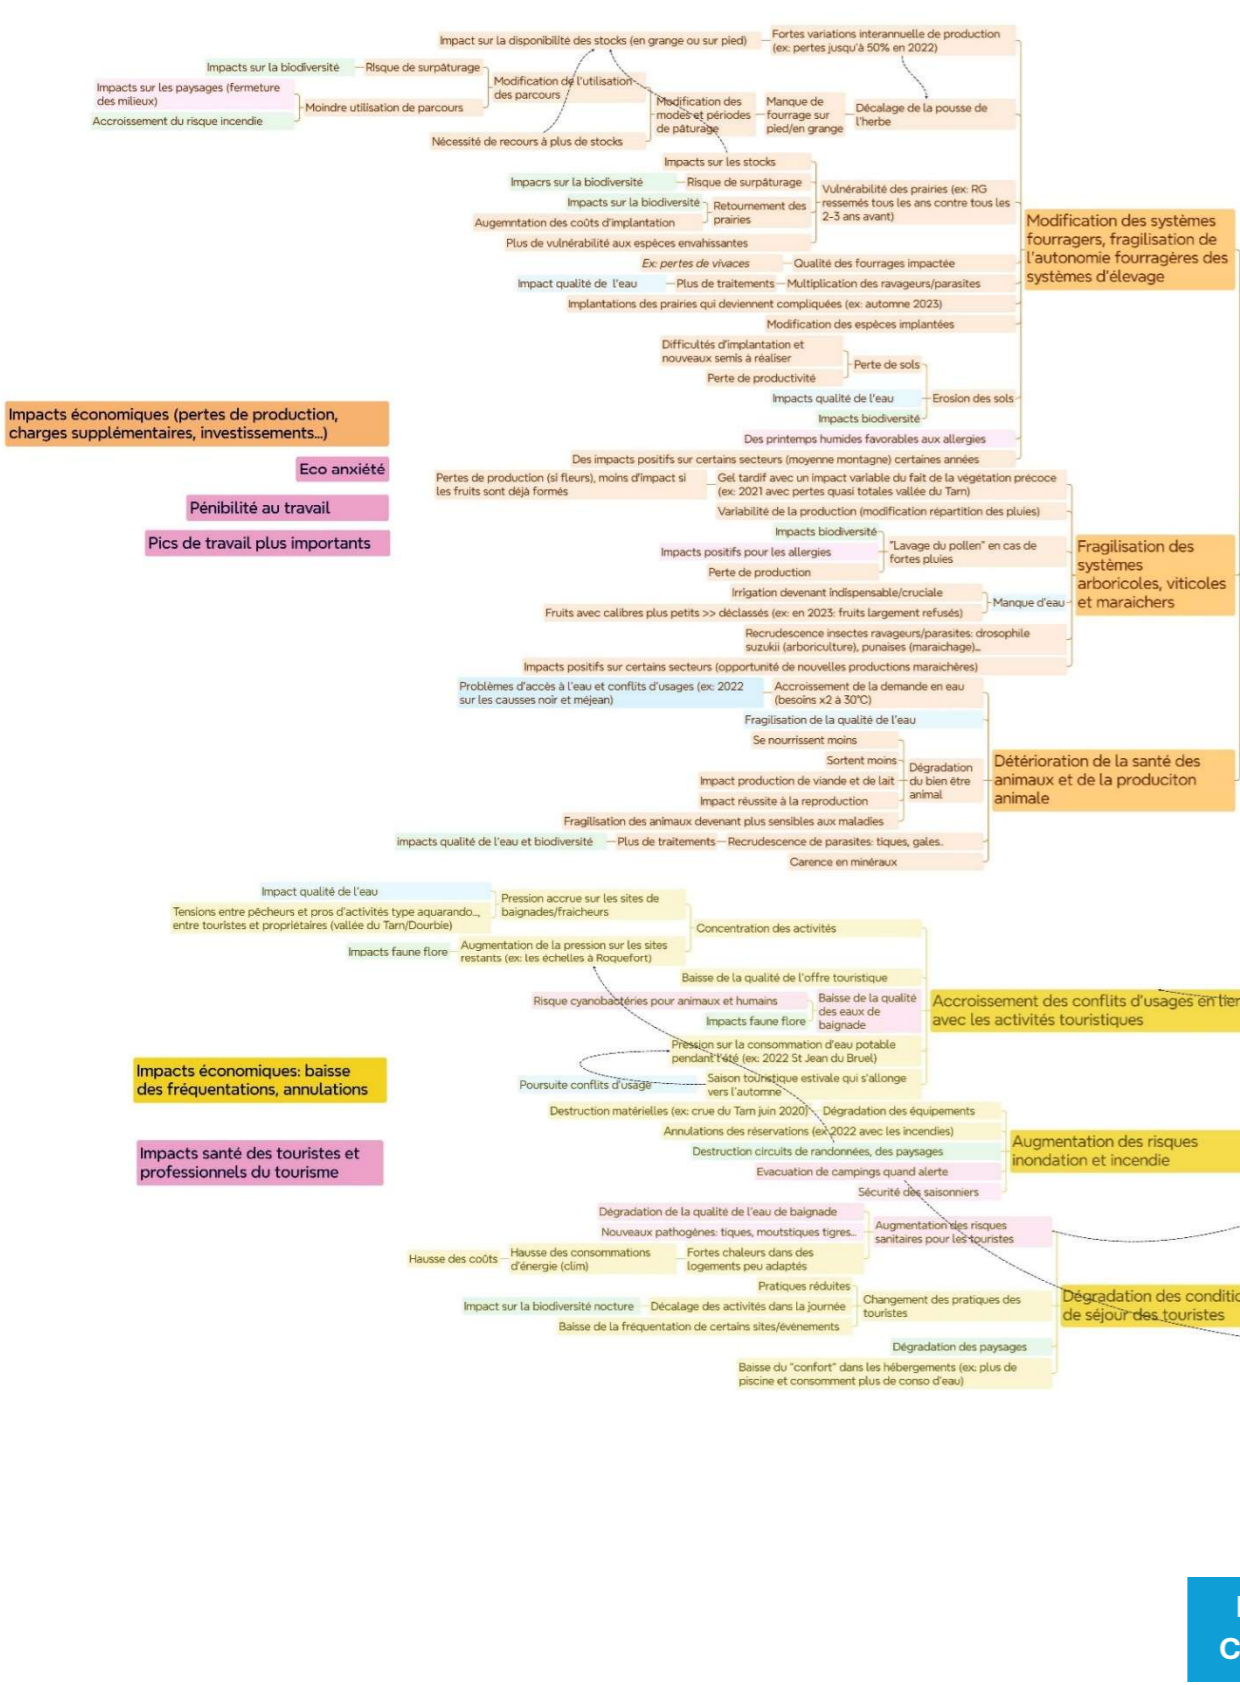 Impact sur la disponibilité des stocks (en grange ou sur pied)
Fortes variations interannuelle de production
(ex: pertes jusqu'à 50% en 2022)
Impacts sur la biodiversité
RIsque de surpâturage
Modification de l'utilisation
des parcours
Impacts sur les paysages (fermeture
des milieux)
Moindre utilisation de parcours
Accroissement du risque incendie
Nécessité de recours à plus de stocks
Modification des
modes et périodes
de pâturage
Manque de
fourrage sur
pied/en grange
Décalage de la pousse de
l'herbe
Impacts sur les stocks
Impacrs sur la biodiversité
Risque de surpâturage
Impacts sur la biodiversité
Retournement des
prairies
Augemntation des coûts d'implantation
Plus de vulnérabilité aux espèces envahissantes
Vulnérabilité des prairies (ex: RG
ressemés tous les ans contre tous les
2-3 ans avant)
Ex: pertes de vivaces
Qualité des fourrages impactée
Impact qualité de l'eau
Plus de traitements
Multiplication des ravageurs/parasites
Implantations des prairies qui deviennent compliquées (ex: automne 2023)
Modification des espèces implantées
Difficultés d'implantation et
nouveaux semis à réaliser
Perte de sols
Perte de productivité
Impacts qualité de l'eau
Erosion des sols
Impacts biodiversité
Des printemps humides favorables aux allergies
Des impacts positifs sur certains secteurs (moyenne montagne) certaines années
Modification des systèmes
fourragers, fragilisation de
l'autonomie fourragères des
systèmes d'élevage
Impacts économiques (pertes de production,
charges supplémentaires, investissements...)
Eco anxiété
Pénibilité au travail
Pics de travail plus importants
Pertes de production (si fleurs), moins d'impact si
les fruits sont déjà formés
Gel tardif avec un impact variable du fait de la végétation précoce
(ex: 2021 avec pertes quasi totales vallée du Tarn)
Variabilité de la production (modification répartition des pluies)
Impacts biodiversité
Impacts positifs pour les allergies
Perte de production
"Lavage du pollen" en cas de
fortes pluies
Irrigation devenant indispensable/cruciale
Fruits avec calibres plus petits >> déclassés (ex: en 2023: fruits largement refusés)
Manque d'eau
Recrudescence insectes ravageurs/parasites: drosophile
suzukii (arboriculture), punaises (maraichage)...
Impacts positifs sur certains secteurs (opportunité de nouvelles productions maraichères)
Fragilisation des
systèmes
arboricoles, viticoles
et maraichers
Problèmes d'accès à l'eau et conflits d'usages (ex: 2022
sur les causses noir et méjean)
Accroissement de la demande en eau
(besoins x2 à 30°C)
Fragilisation de la qualité de l'eau
Se nourrissent moins
Sortent moins
Impact production de viande et de lait
Impact réussite à la reproduction
Fragilisation des animaux devenant plus sensibles aux maladies
Dégradation
du bien être
animal
impacts qualité de l'eau et biodiversité
Plus de traitements
Recrudescence de parasites: tiques, gales..
Carence en minéraux
Détérioration de la santé des
animaux et de la produciton
animale
Impact qualité de l'eau
Tensions entre pêcheurs et pros d'activités type aquarando...,
entre touristes et propriétaires (vallée du Tarn/Dourbie)
Pression accrue sur les sites de
baignades/fraicheurs
Impacts faune flore
Augmentation de la pression sur les sites
restants (ex: les échelles à Roquefort)
Concentration des activités
Baisse de la qualité de l'offre touristique
Risque cyanobactéries pour animaux et humains
Impacts faune flore
Baisse de la qualité
des eaux de
baignade
Pression sur la consommation d'eau potable
pendant l'été (ex: 2022 St Jean du Bruel)
Poursuite conflits d'usage
Saison touristique estivale qui s'allonge
vers l'automne
Accroissement des conflits d'usages en lien
avec les activités touristiques
Impacts économiques: baisse
des fréquentations, annulations
Impacts santé des touristes et
professionnels du tourisme
Destruction matérielles (ex: crue du Tarn juin 2020)
Dégradation des équipements
Annulations des réservations (ex 2022 avec les incendies)
Destruction circuits de randonnées, des paysages
Evacuation de campings quand alerte
Sécurité des saisonniers
Augmentation des risques
inondation et incendie
Dégradation de la qualité de l'eau de baignade
Nouveaux pathogènes: tiques, moutstiques tigres...
Augmentation des risques
sanitaires pour les touristes
Hausse des coûts
Hausse des consommations
d'énergie (clim)
Fortes chaleurs dans des
logements peu adaptés
Pratiques réduites
Impact sur la biodiversité nocture
Décalage des activités dans la journée
Baisse de la fréquentation de certains sites/événements
Changement des pratiques des
touristes
Dégradation des paysages
Baisse du "confort" dans les hébergements (ex: plus de
piscine et consomment plus de conso d'eau)
Dégradation des conditio
de séjour des touristes
C